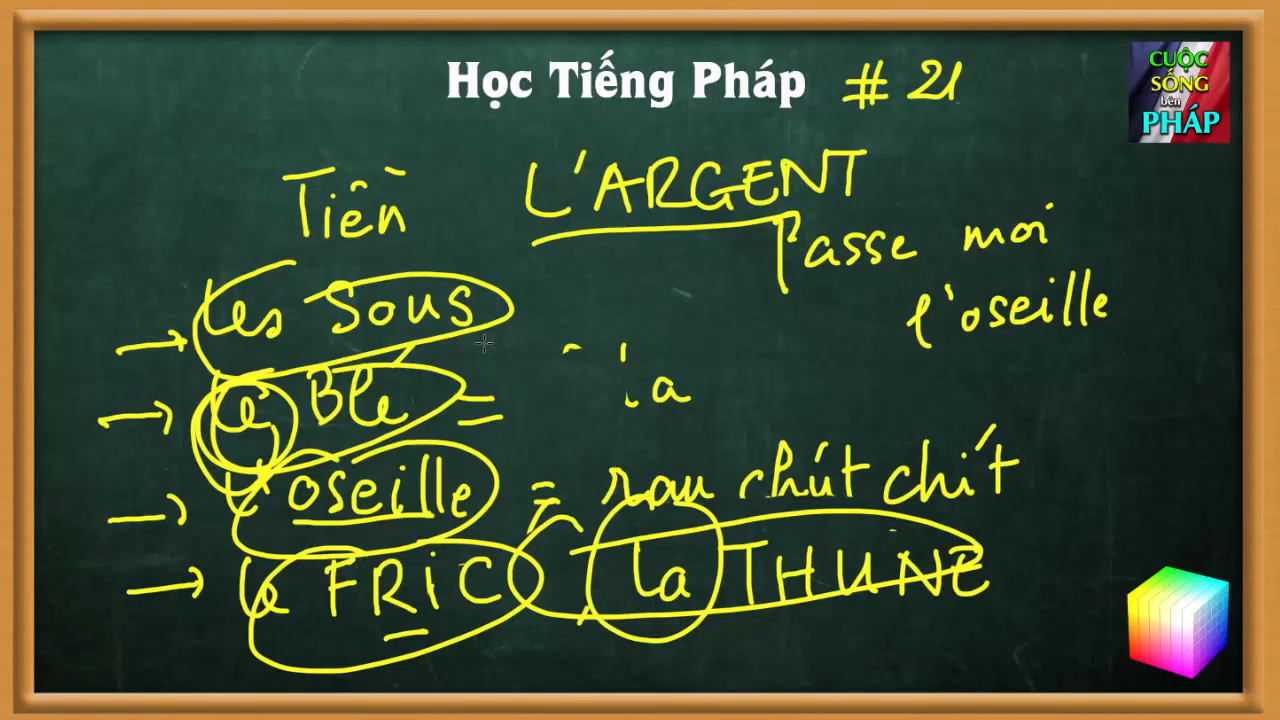 Học Tiếng Pháp # 21
CUỘC
SỐNG
bên
PHÁP
Tiền L'ARGENT
Passe moi
l'oseille
Les Sous
le Blé =
la
L'oseille = rau chút chít
le FRiC la THUNE